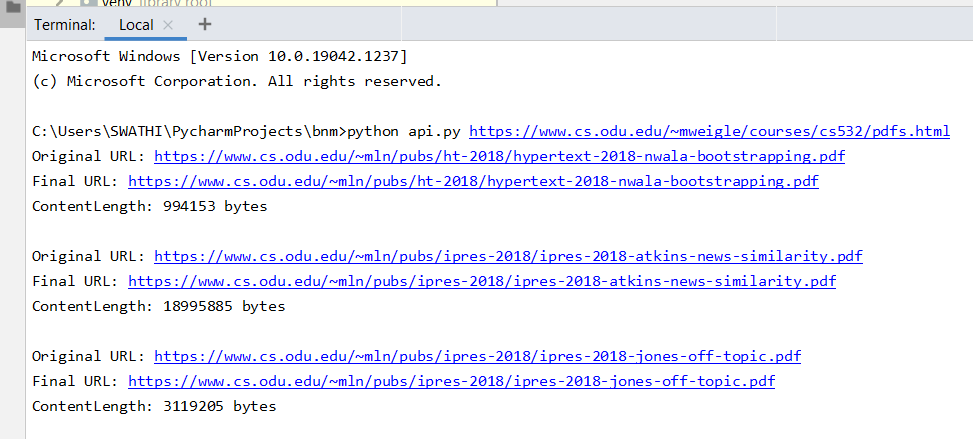 venv library root
Terminal: Local × +
Microsoft Windows [Version 10.0.19042.1237]
(c) Microsoft Corporation. All rights reserved.
C:\Users\SWATHI\PycharmProjects\bnm>python api.py https://www.cs.odu.edu/~mweigle/courses/cs532/pdfs.html
Original URL: https://www.cs.odu.edu/~mln/pubs/ht-2018/hypertext-2018-nwala-bootstrapping.pdf
Final URL: https://www.cs.odu.edu/~mln/pubs/ht-2018/hypertext-2018-nwala-bootstrapping.pdf
ContentLength: 994153 bytes
Original URL: https://www.cs.odu.edu/~mln/pubs/ipres-2018/ipres-2018-atkins-news-similarity.pdf
Final URL: https://www.cs.odu.edu/~mln/pubs/ipres-2018/ipres-2018-atkins-news-similarity.pdf
ContentLength: 18995885 bytes
Original URL: https://www.cs.odu.edu/~mln/pubs/ipres-2018/ipres-2018-jones-off-topic.pdf
Final URL: https://www.cs.odu.edu/~mln/pubs/ipres-2018/ipres-2018-jones-off-topic.pdf
ContentLength: 3119205 bytes